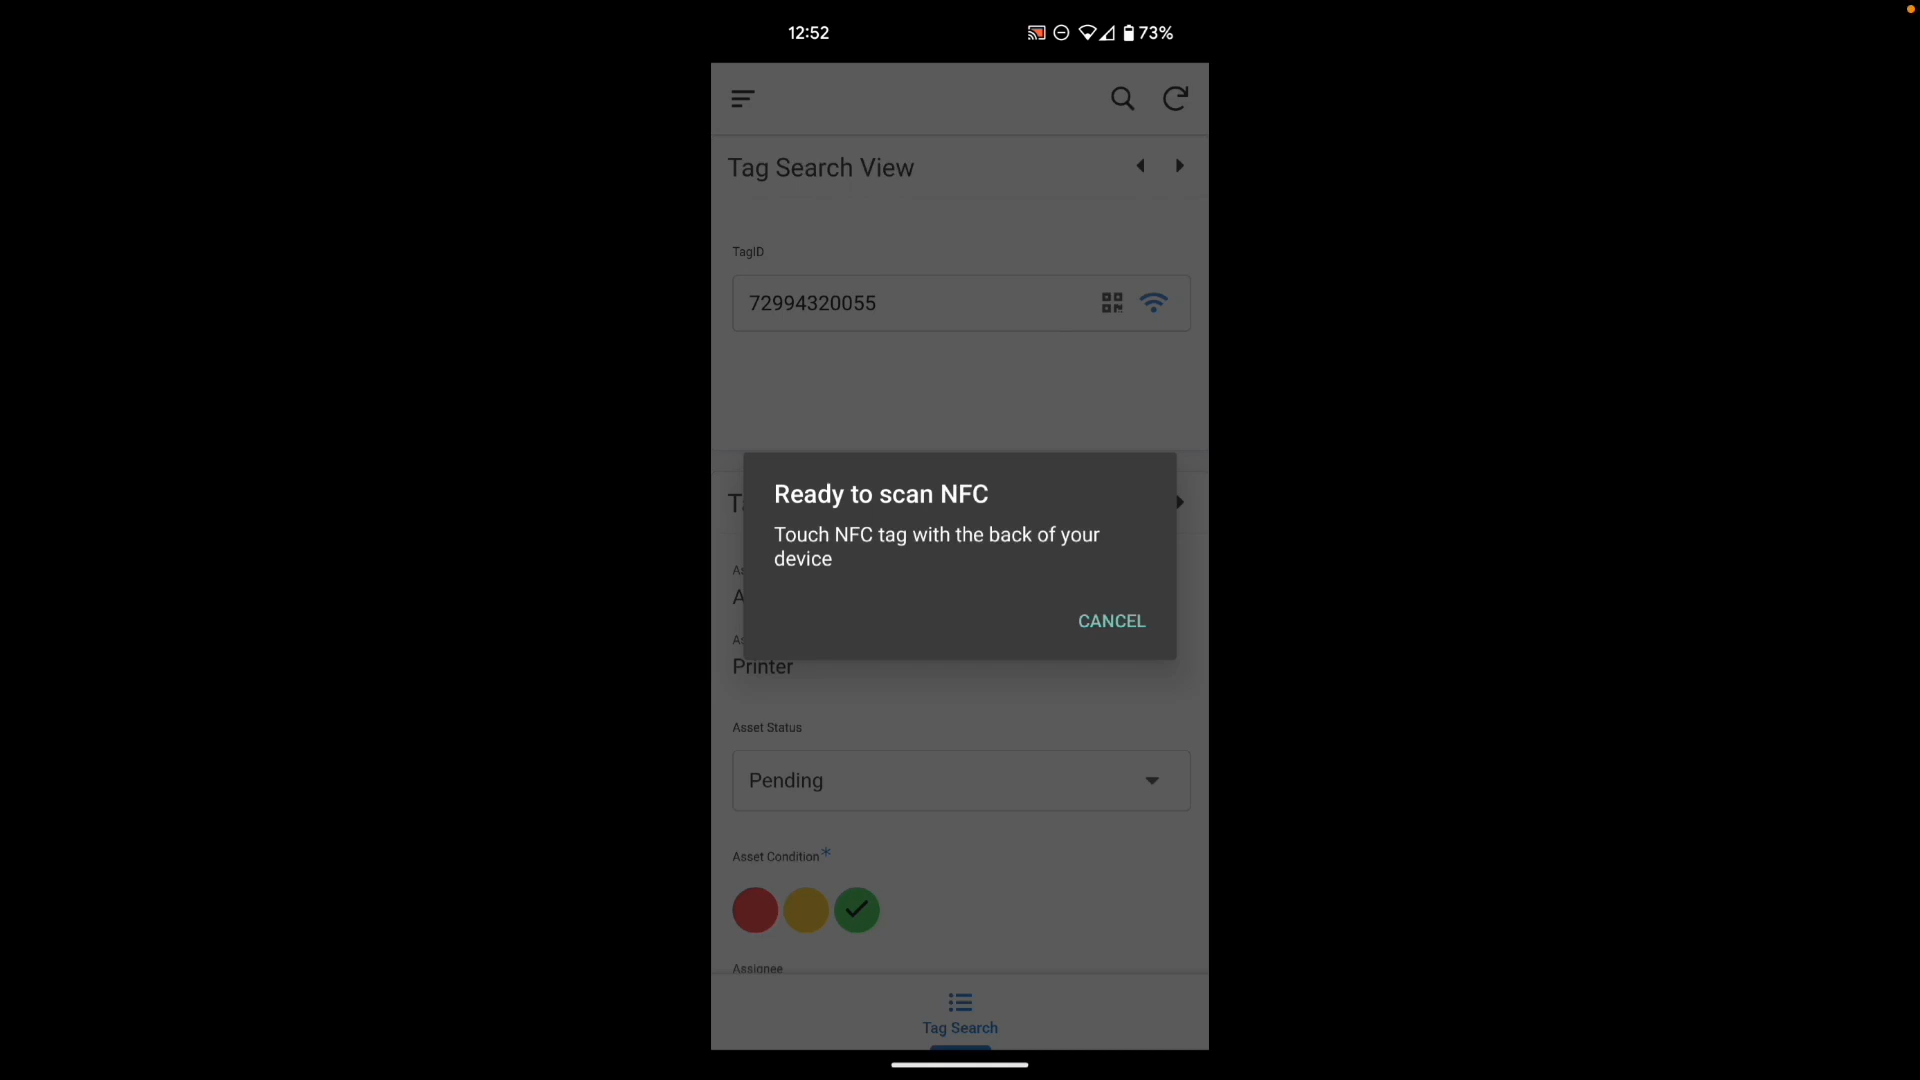 12:52
73%
Tag Search View
TagID
72994320055
Ready to scan NFC
Touch NFC tag with the back of your
device
CANCEL
Printer
Asset Status
Pending
Asset Condition*
Assignee
Tag Search